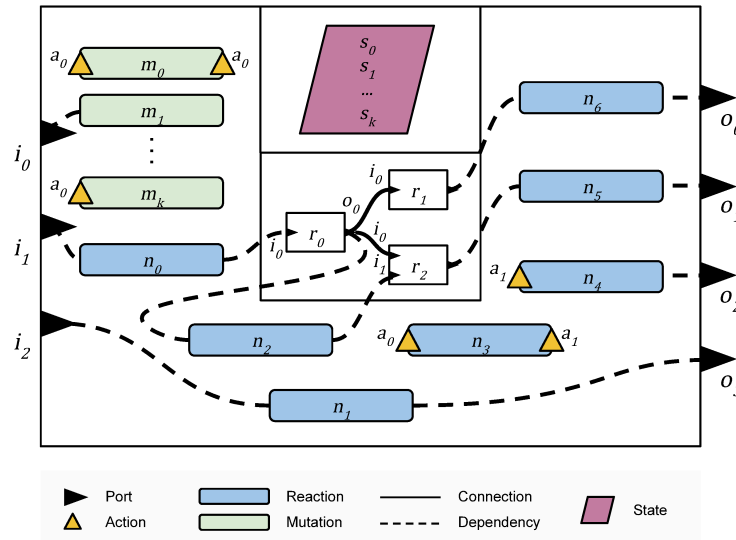 a₀ m₀ a₀
m₁
⋮
a₀ mₖ
n₀
i₀
i₁
i₂
s₀
s₁
...
sₖ
i₀ r₀ o₀
i₀ r₁
i₀
i₁ r₂
n₆
n₅
a₁ n₄
n₂
a₀ n₃ a₁
n₁
o
o
o₂
o
Port
Action
Reaction
Mutation
Connection
Dependency
State